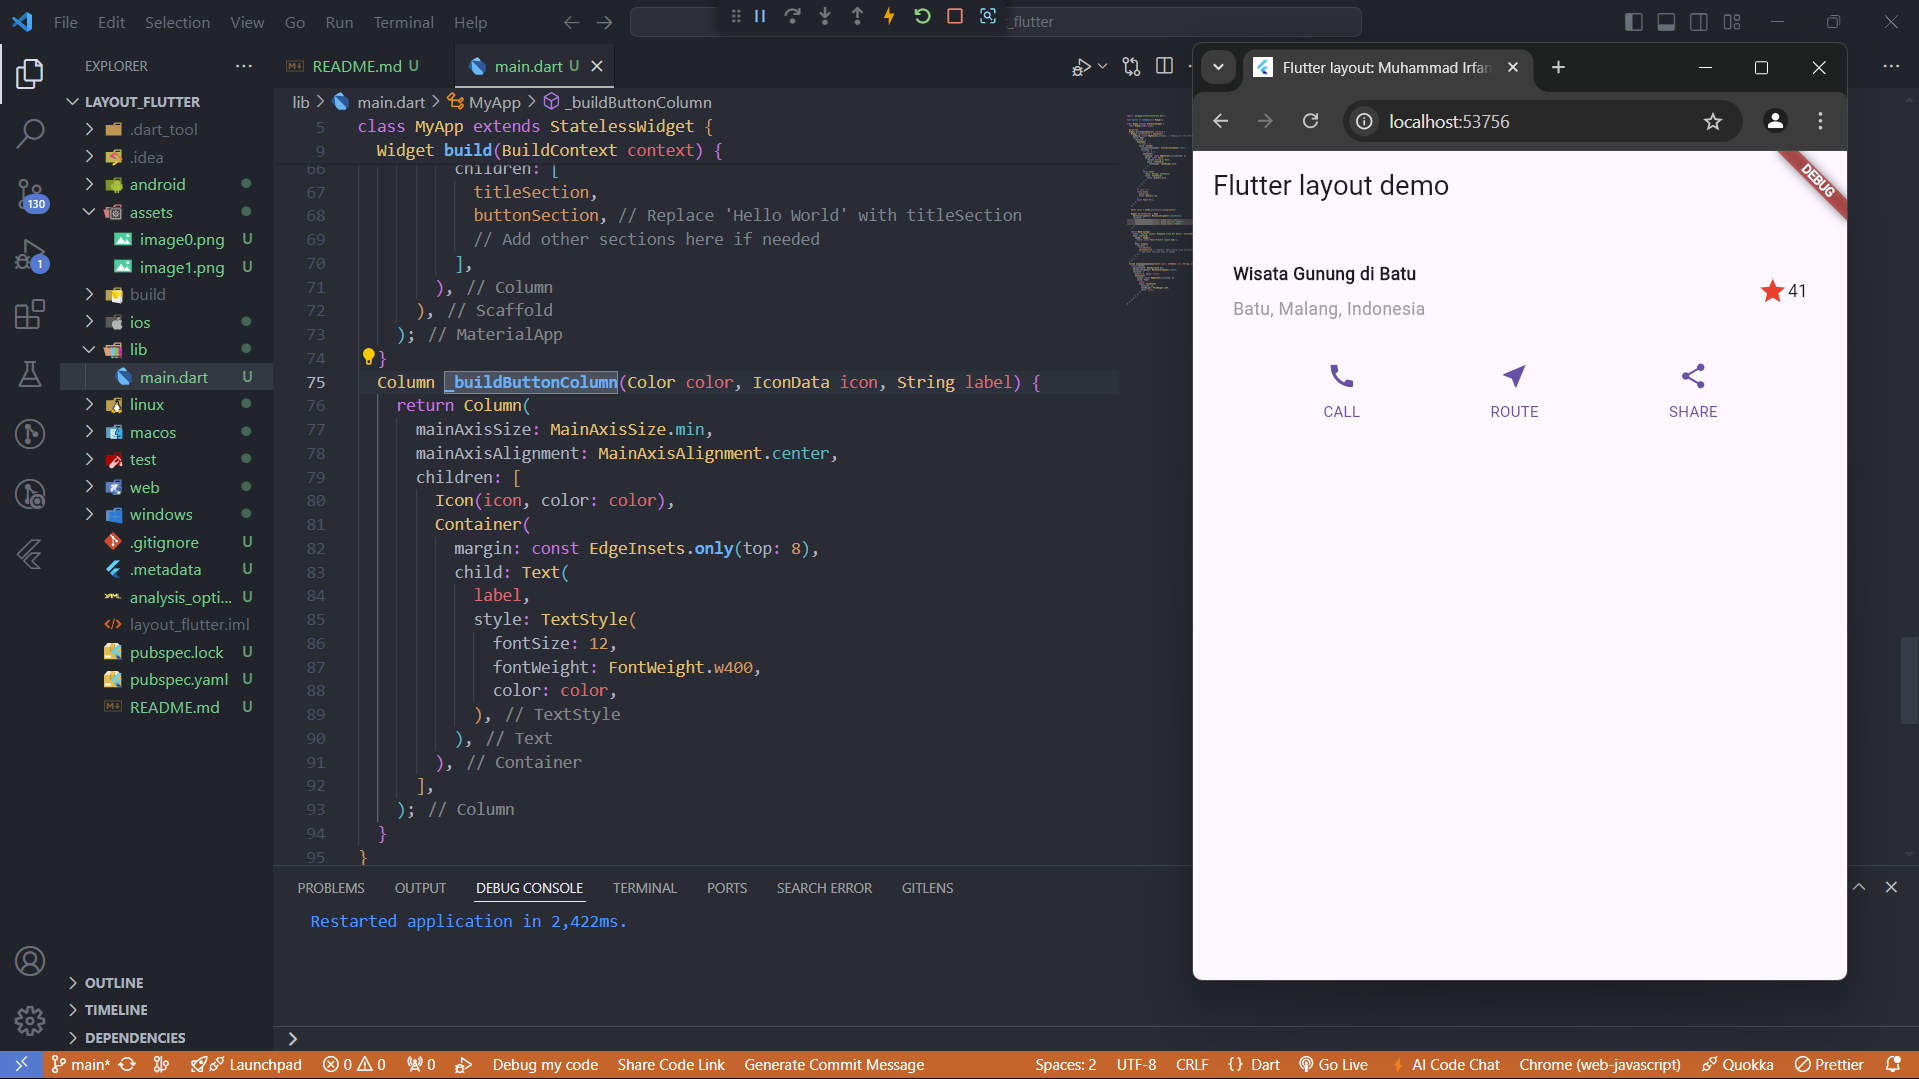 File Edit Selection View Go Run Terminal Help
_flutter
EXPLORER
README.md U
main.dart U
LAYOUT_FLUTTER
.dart_tool
.idea
android
assets
image0.png U
image1.png U
build
ios
lib
main.dart U
linux
macos
test
web
windows
.gitignore U
.metadata U
analysis_opti... U
layout_flutter.iml
pubspec.lock U
pubspec.yaml U
README.md U
OUTLINE
TIMELINE
DEPENDENCIES
130
1
lib > main.dart > MyApp > _buildButtonColumn
5 class MyApp extends StatelessWidget {
9 Widget build(BuildContext context) {
66 children: [
67 titleSection,
68 buttonSection, // Replace 'Hello World' with titleSection
69 // Add other sections here if needed
70 ],
71 ), // Column
72 ), // Scaffold
73 ); // MaterialApp
74 }
75 Column _buildButtonColumn(Color color, IconData icon, String label) {
76 return Column(
77 mainAxisSize: MainAxisSize.min,
78 mainAxisAlignment: MainAxisAlignment.center,
79 children: [
80 Icon(icon, color: color),
81 Container(
82 margin: const EdgeInsets.only(top: 8),
83 child: Text(
84 label,
85 style: TextStyle(
86 fontSize: 12,
87 fontWeight: FontWeight.w400,
88 color: color,
89 ), // TextStyle
90 ), // Text
91 ), // Container
92 ],
93 ); // Column
94 }
95 }
PROBLEMS OUTPUT DEBUG CONSOLE TERMINAL PORTS SEARCH ERROR GITLENS
Restarted application in 2,422ms.
Flutter layout: Muhammad Irfan
localhost:53756
DEBUG
Flutter layout demo
Wisata Gunung di Batu
Batu, Malang, Indonesia
41
CALL ROUTE SHARE
main* Launchpad 0 0 0 Debug my code Share Code Link Generate Commit Message Spaces: 2 UTF-8 CRLF {} Dart Go Live AI Code Chat Chrome (web-javascript) Quokka Prettier